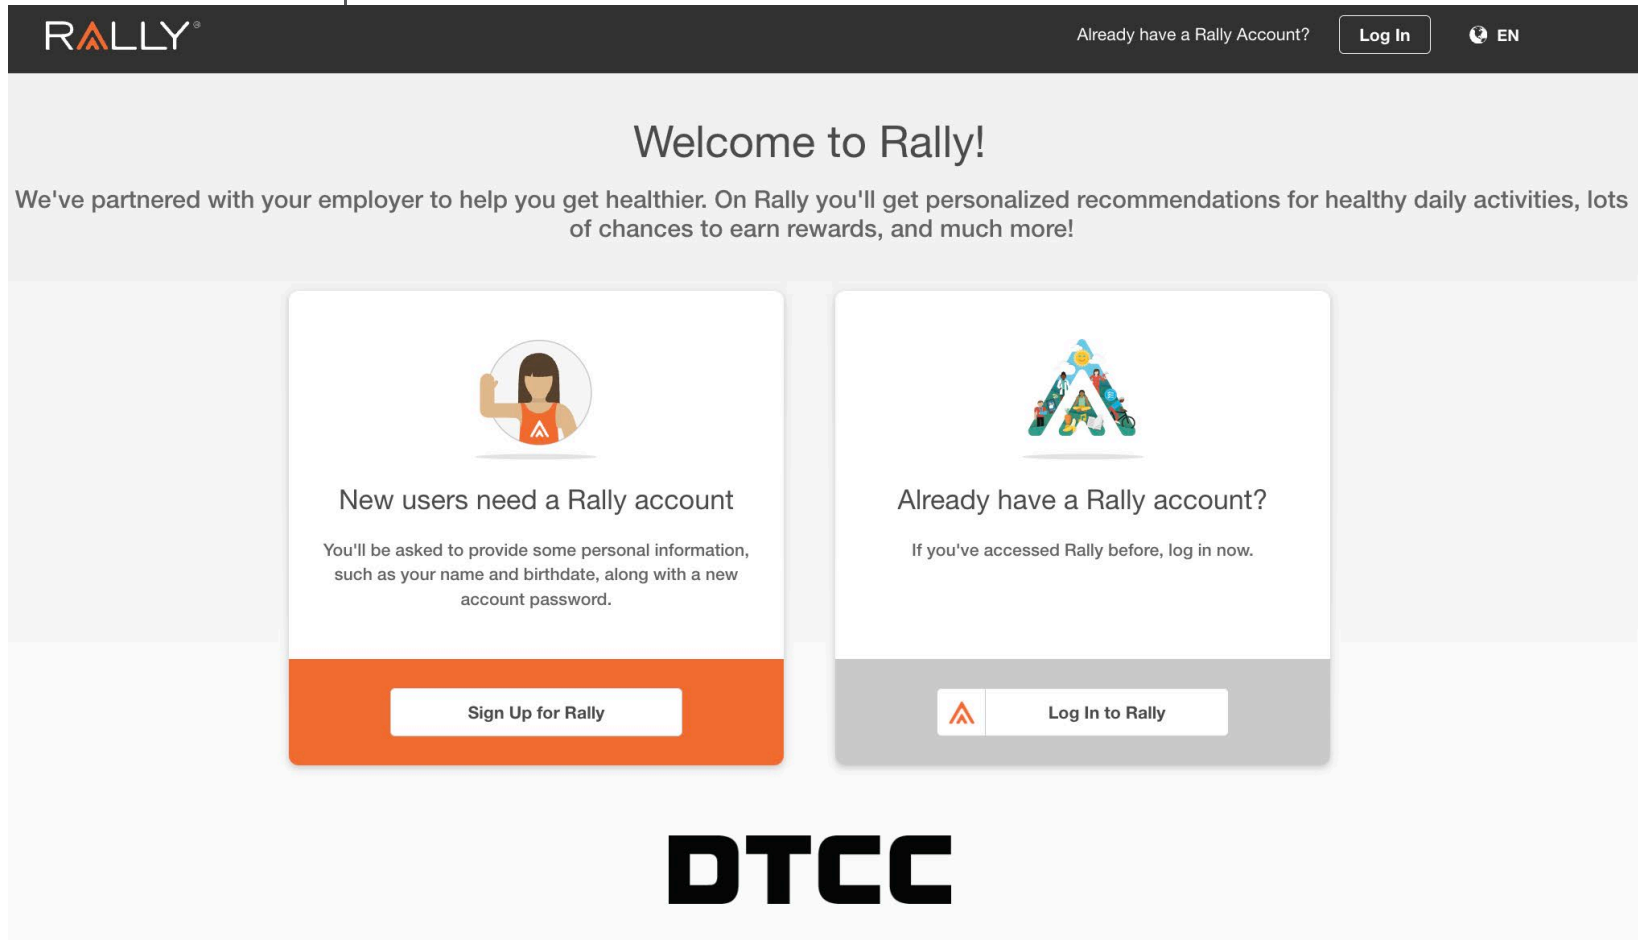 RALLY®
Already have a Rally Account?
Log In
EN
Welcome to Rally!
We've partnered with your employer to help you get healthier. On Rally you'll get personalized recommendations for healthy daily activities, lots
of chances to earn rewards, and much more!
New users need a Rally account
You'll be asked to provide some personal information,
such as your name and birthdate, along with a new
account password.
Sign Up for Rally
Already have a Rally account?
If you've accessed Rally before, log in now.
Log In to Rally
DTCC